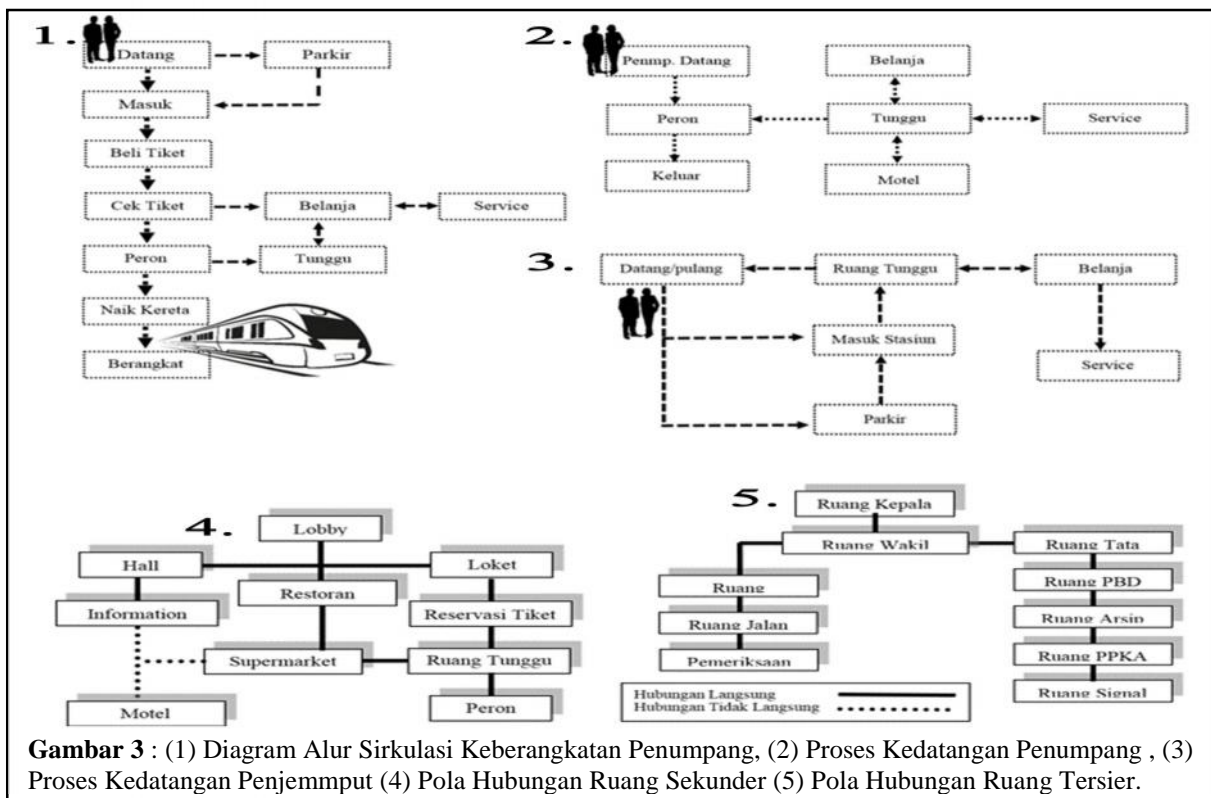 1.
Datang
Parkir
Masuk
Beli Tiket
Cek Tiket
Belanja
Service
Peron
Tunggu
Naik Kereta
Berangkat
2.
Penmp. Datang
Belanja
Peron
Tunggu
Service
Keluar
Motel
3.
Datang/pulang
Ruang Tunggu
Belanja
Masuk Stasiun
Service
Parkir
4.
Lobby
Hall
Loket
Restoran
Information
Reservasi Tiket
Supermarket
Ruang Tunggu
Motel
Peron
5.
Ruang Kepala
Ruang Wakil
Ruang Tata
Ruang
Ruang PBD
Ruang Jalan
Ruang Arsip
Pemeriksaan
Ruang PPKA
Ruang Signal
Hubungan Langsung
Hubungan Tidak Langsung
Gambar 3 : (1) Diagram Alur Sirkulasi Keberangkatan Penumpang, (2) Proses Kedatangan Penumpang , (3)
Proses Kedatangan Penjemmput (4) Pola Hubungan Ruang Sekunder (5) Pola Hubungan Ruang Tersier.